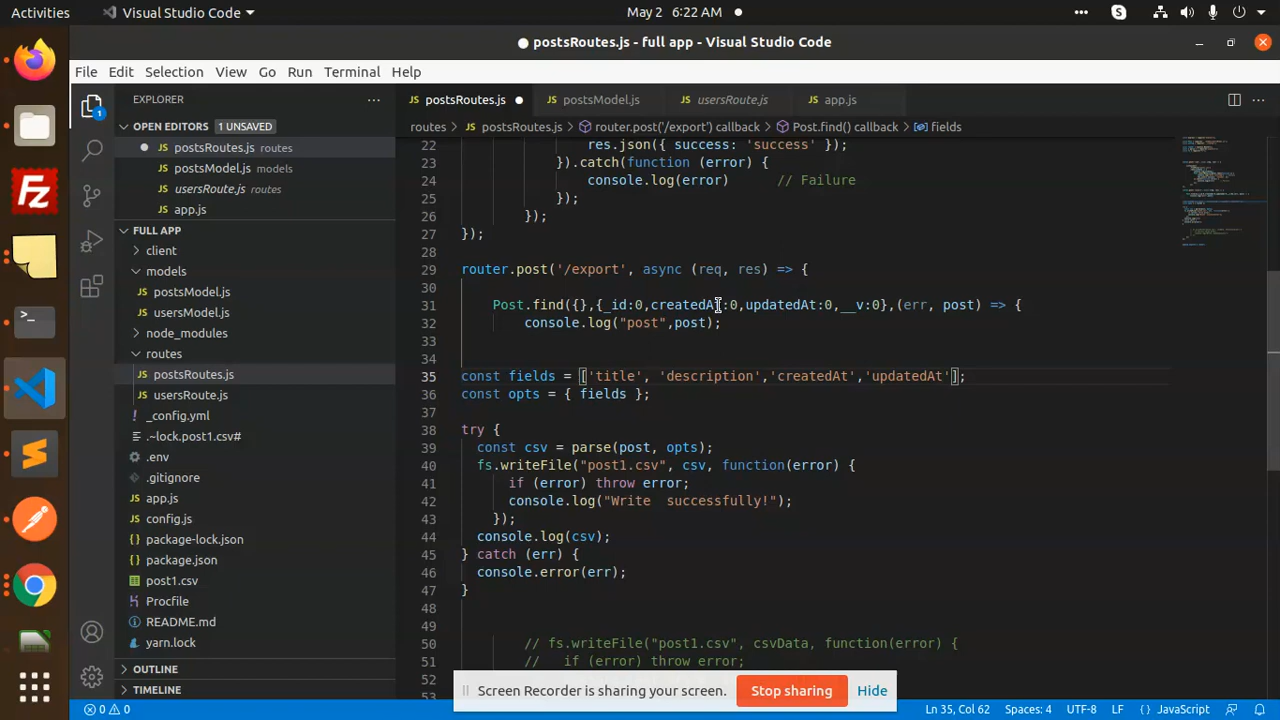 Activities Visual Studio Code May 2 6:22 AM
postsRoutes.js - full app - Visual Studio Code
File Edit Selection View Go Run Terminal Help
EXPLORER
OPEN EDITORS 1 UNSAVED
postsRoutes.js routes
postsModel.js models
usersRoute.js routes
app.js
FULL APP
client
models
postsModel.js
usersModel.js
node_modules
routes
postsRoutes.js
usersRoute.js
_config.yml
.~lock.post1.csv#
.env
.gitignore
app.js
config.js
package-lock.json
package.json
post1.csv
Procfile
README.md
yarn.lock
OUTLINE
TIMELINE
postsRoutes.js postsModel.js usersRoute.js app.js
routes > postsRoutes.js > router.post('/export') callback > Post.find() callback > fields
22 res.json({ success: 'success' });
23 }).catch(function (error) {
24 console.log(error) // Failure
25 });
26 });
27 });
28
29 router.post('/export', async (req, res) => {
30
31 Post.find({},{_id:0,createdAt:0,updatedAt:0,__v:0},(err, post) => {
32 console.log("post",post);
33
34
35 const fields = ['title', 'description','createdAt','updatedAt'];
36 const opts = { fields };
37
38 try {
39 const csv = parse(post, opts);
40 fs.writeFile("post1.csv", csv, function(error) {
41 if (error) throw error;
42 console.log("Write successfully!");
43 });
44 console.log(csv);
45 } catch (err) {
46 console.error(err);
47 }
48
49
50 // fs.writeFile("post1.csv", csvData, function(error) {
51 // if (error) throw error;
52
53
Screen Recorder is sharing your screen. Stop sharing Hide
0 0 Ln 35, Col 62 Spaces: 4 UTF-8 LF JavaScript